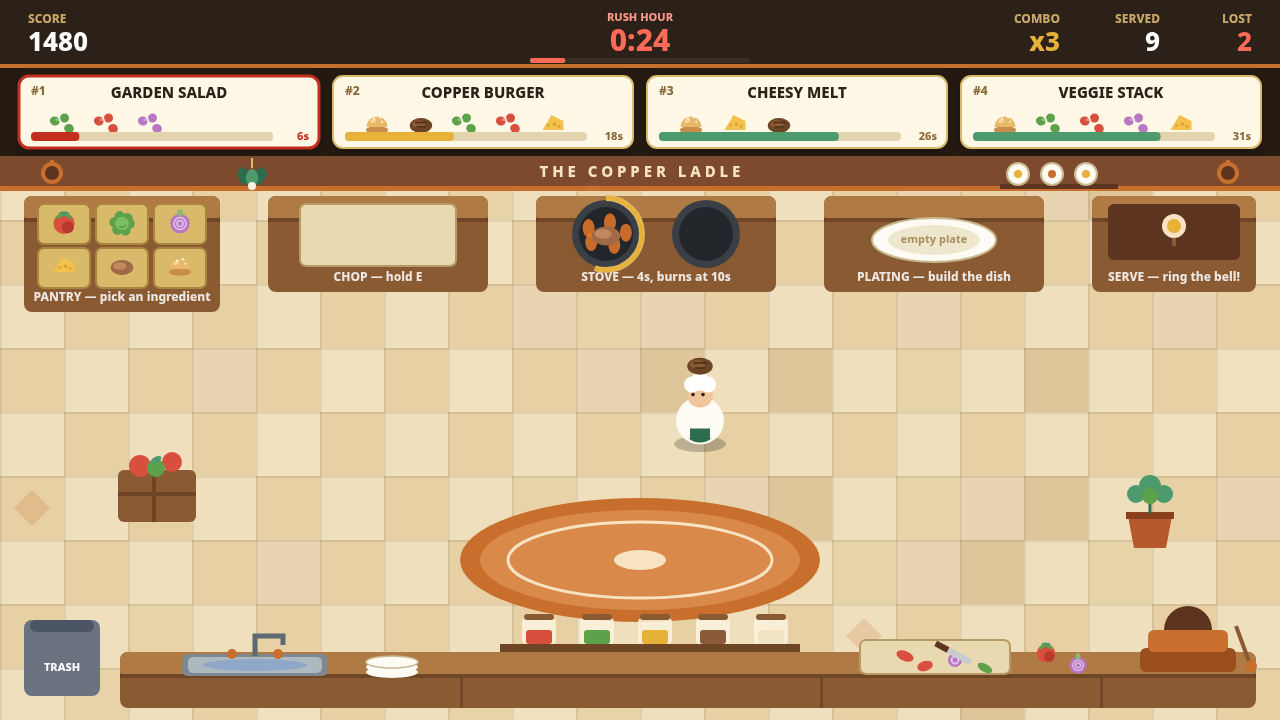 SCORE
1480
RUSH HOUR
0:24
COMBO
x3
SERVED
9
LOST
2
#1
GARDEN SALAD
6s
#2
COPPER BURGER
18s
#3
CHEESY MELT
26s
#4
VEGGIE STACK
31s
THE COPPER LADLE
PANTRY — pick an ingredient
CHOP — hold E
STOVE — 4s, burns at 10s
empty plate
PLATING — build the dish
SERVE — ring the bell!
TRASH